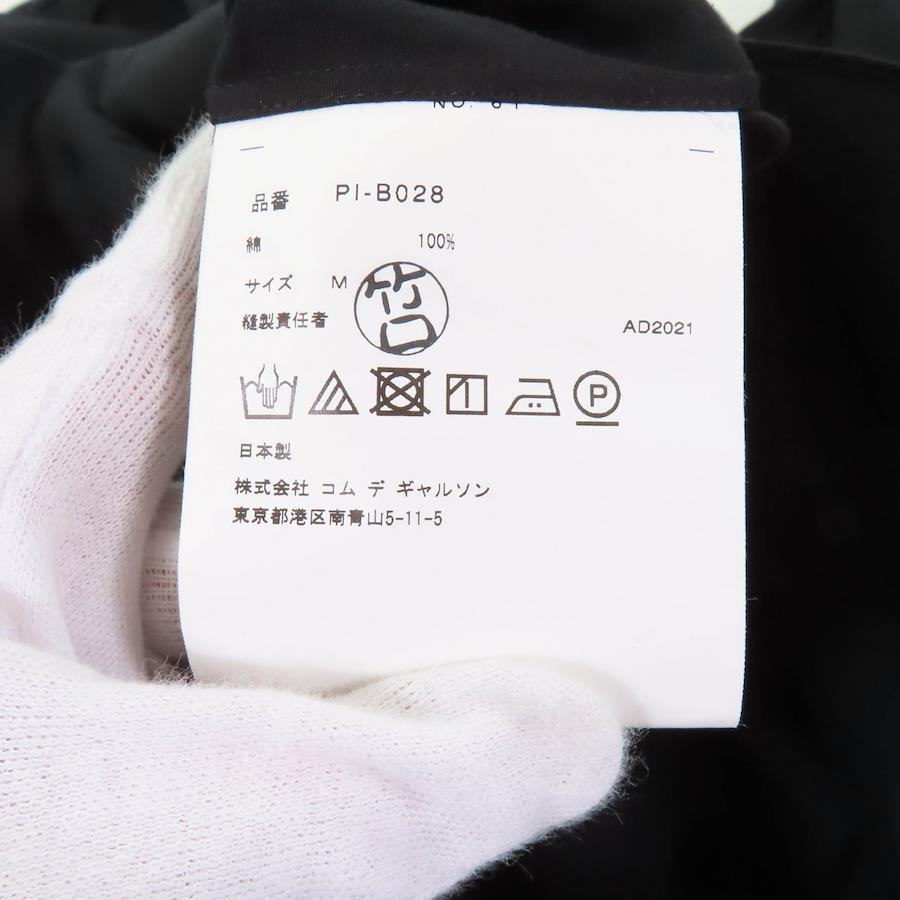 品番 PI-B028
綿 100%
サイズ M
竹口
縫製責任者
AD2021
P
日本製
株式会社 コム デ ギャルソン
東京都港区南青山5-11-5